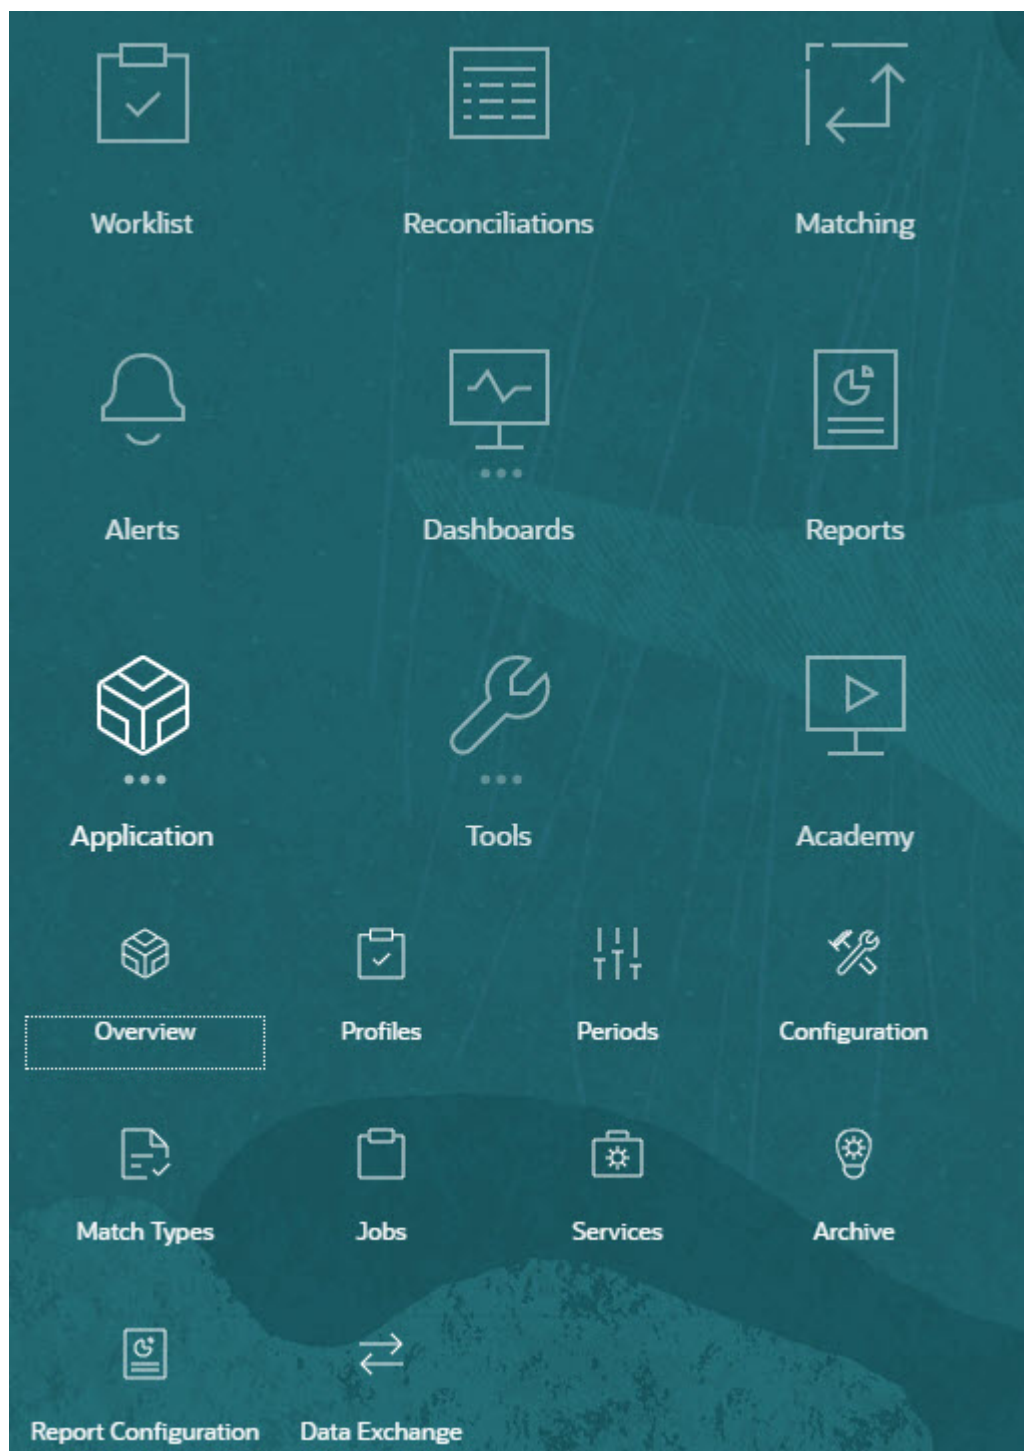 Worklist Reconciliations Matching
Alerts Dashboards Reports
Application Tools Academy
Overview Profiles Periods Configuration
Match Types Jobs Services Archive
Report Configuration Data Exchange